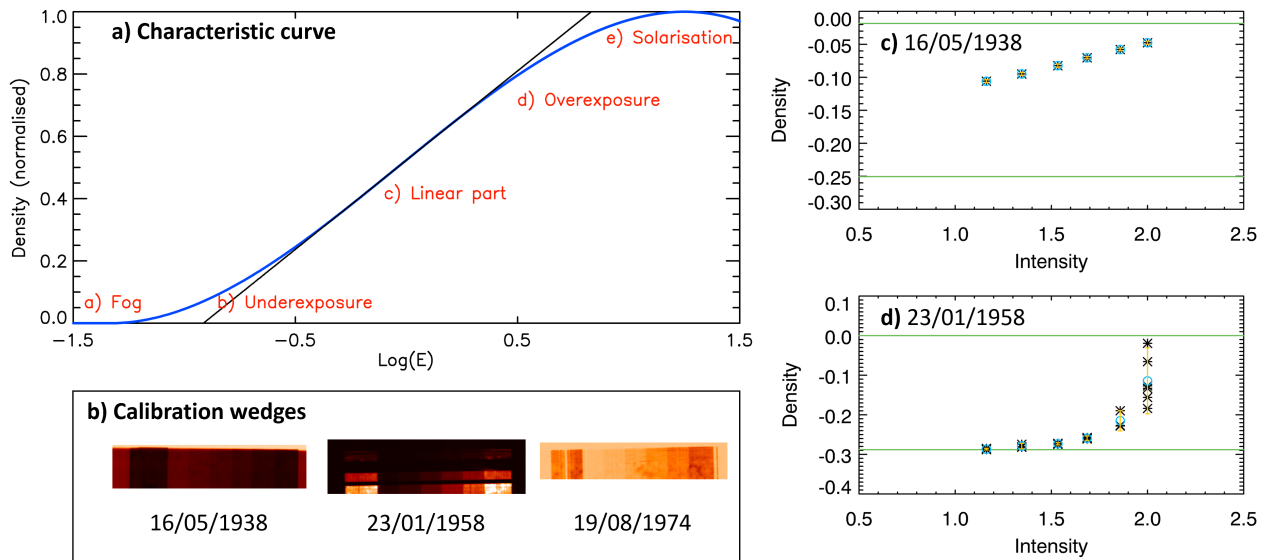 a) Characteristic curve
Density (normalised)
1.0
0.8
0.6
0.4
0.2
0.0
e) Solarisation
d) Overexposure
c) Linear part
a) Fog
b) Underexposure
-1.5
-0.5
0.5
1.5
Log(E)
b) Calibration wedges
16/05/1938
23/01/1958
19/08/1974
c) 16/05/1938
Density
0.00
-0.05
-0.10
-0.15
-0.20
-0.25
-0.30
0.5
1.0
1.5
2.0
2.5
Intensity
d) 23/01/1958
Density
0.1
0.0
-0.1
-0.2
-0.3
-0.4
0.5
1.0
1.5
2.0
2.5
Intensity